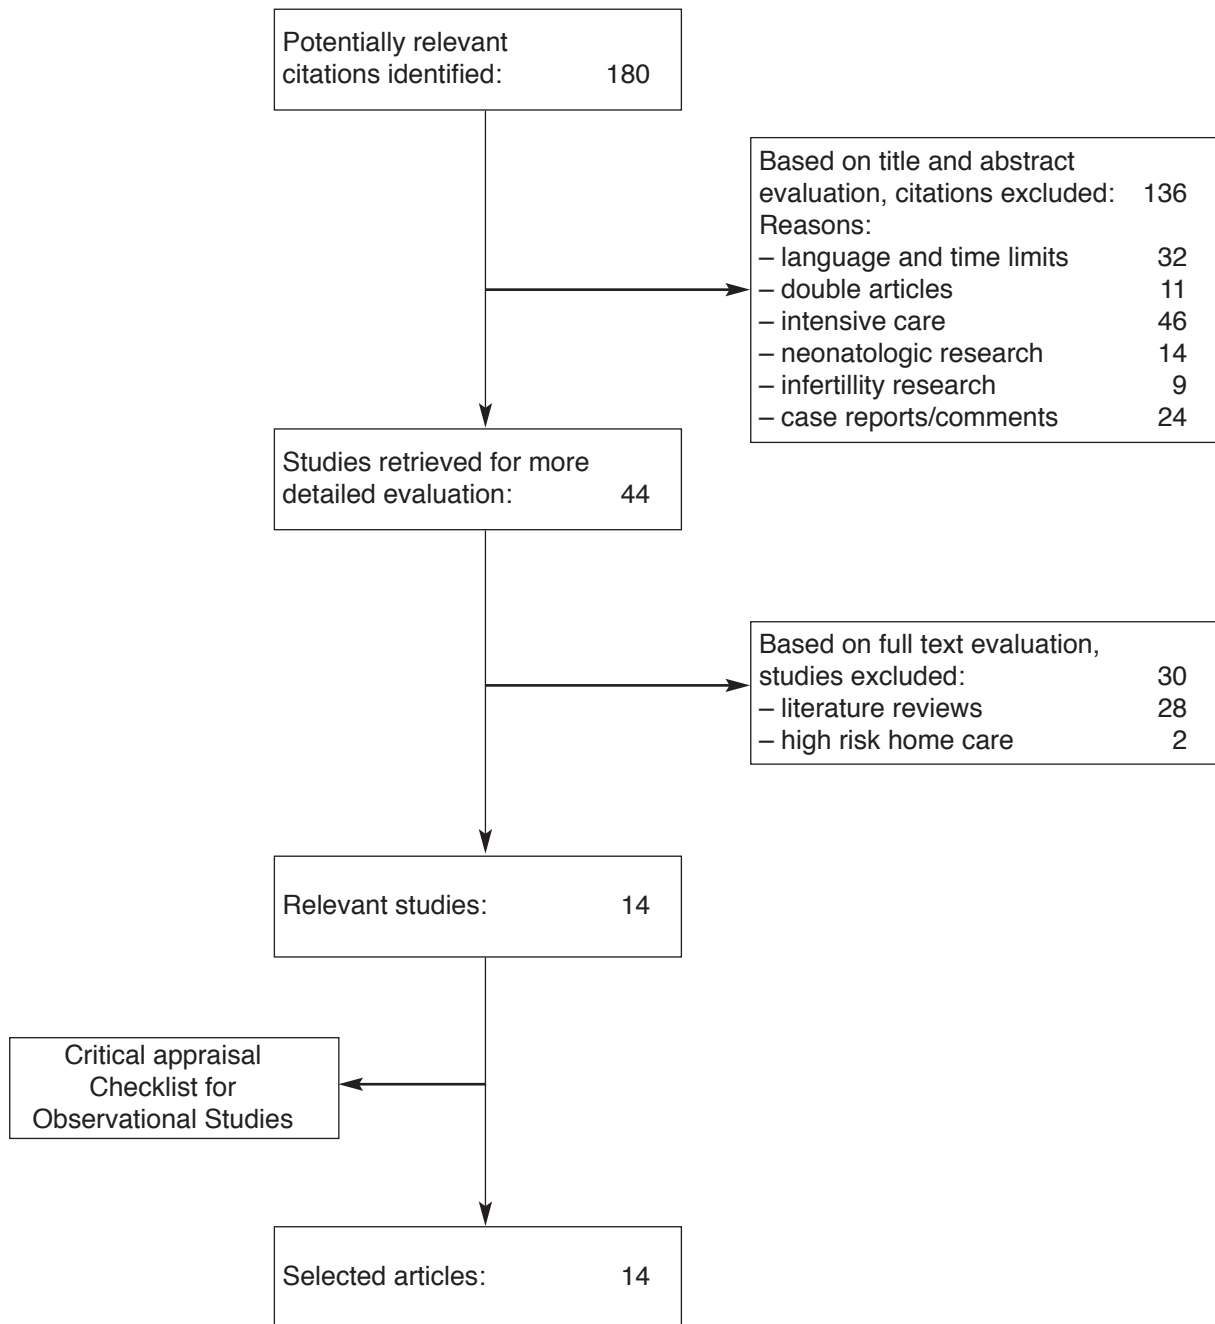 Potentially relevant
citations identified: 180
Based on title and abstract
evaluation, citations excluded: 136
Reasons:
– language and time limits 32
– double articles 11
– intensive care 46
– neonatologic research 14
– infertillity research 9
– case reports/comments 24
Studies retrieved for more
detailed evaluation: 44
Based on full text evaluation,
studies excluded: 30
– literature reviews 28
– high risk home care 2
Relevant studies: 14
Critical appraisal
Checklist for
Observational Studies
Selected articles: 14